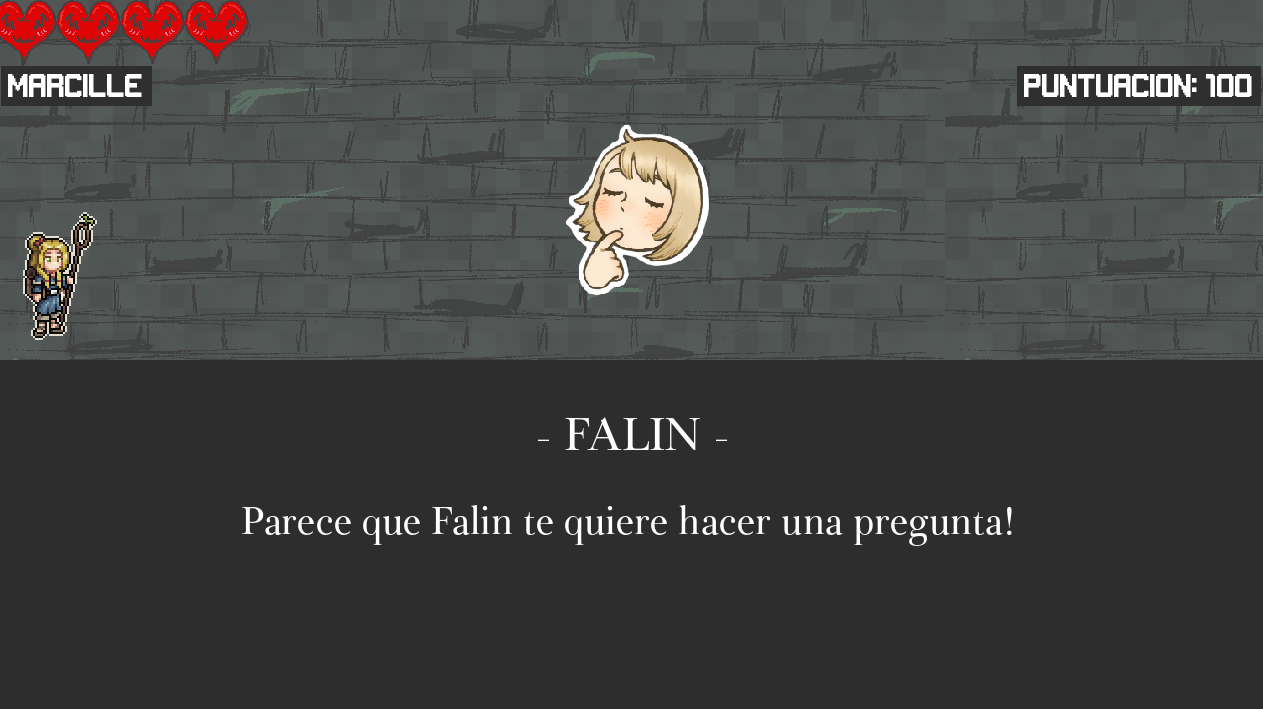 MARCILLE
PUNTUACION: 100
- FALIN -
Parece que Falin te quiere hacer una pregunta!